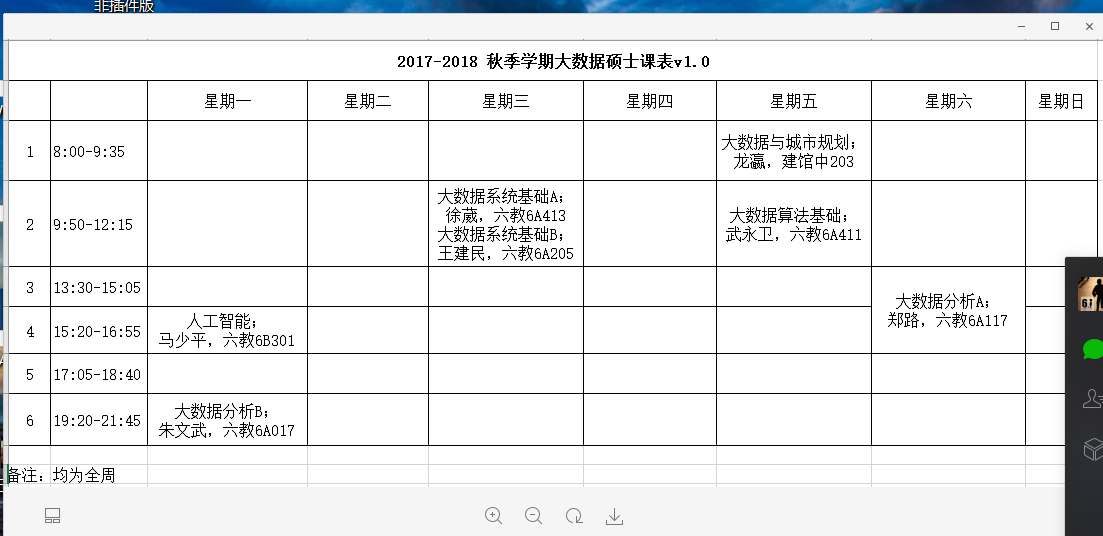 非插件版
2017-2018 秋季学期大数据硕士课表v1.0
星期一 星期二 星期三 星期四 星期五 星期六 星期日
1 8:00-9:35
大数据与城市规划;
龙瀛, 建馆中203
2 9:50-12:15
大数据系统基础A;
徐葳, 六教6A413
大数据系统基础B;
王建民, 六教6A205
大数据算法基础;
武永卫, 六教6A411
3 13:30-15:05
大数据分析A;
郑路, 六教6A117
4 15:20-16:55
人工智能;
马少平, 六教6B301
5 17:05-18:40
6 19:20-21:45
大数据分析B;
朱文武, 六教6A017
备注: 均为全周